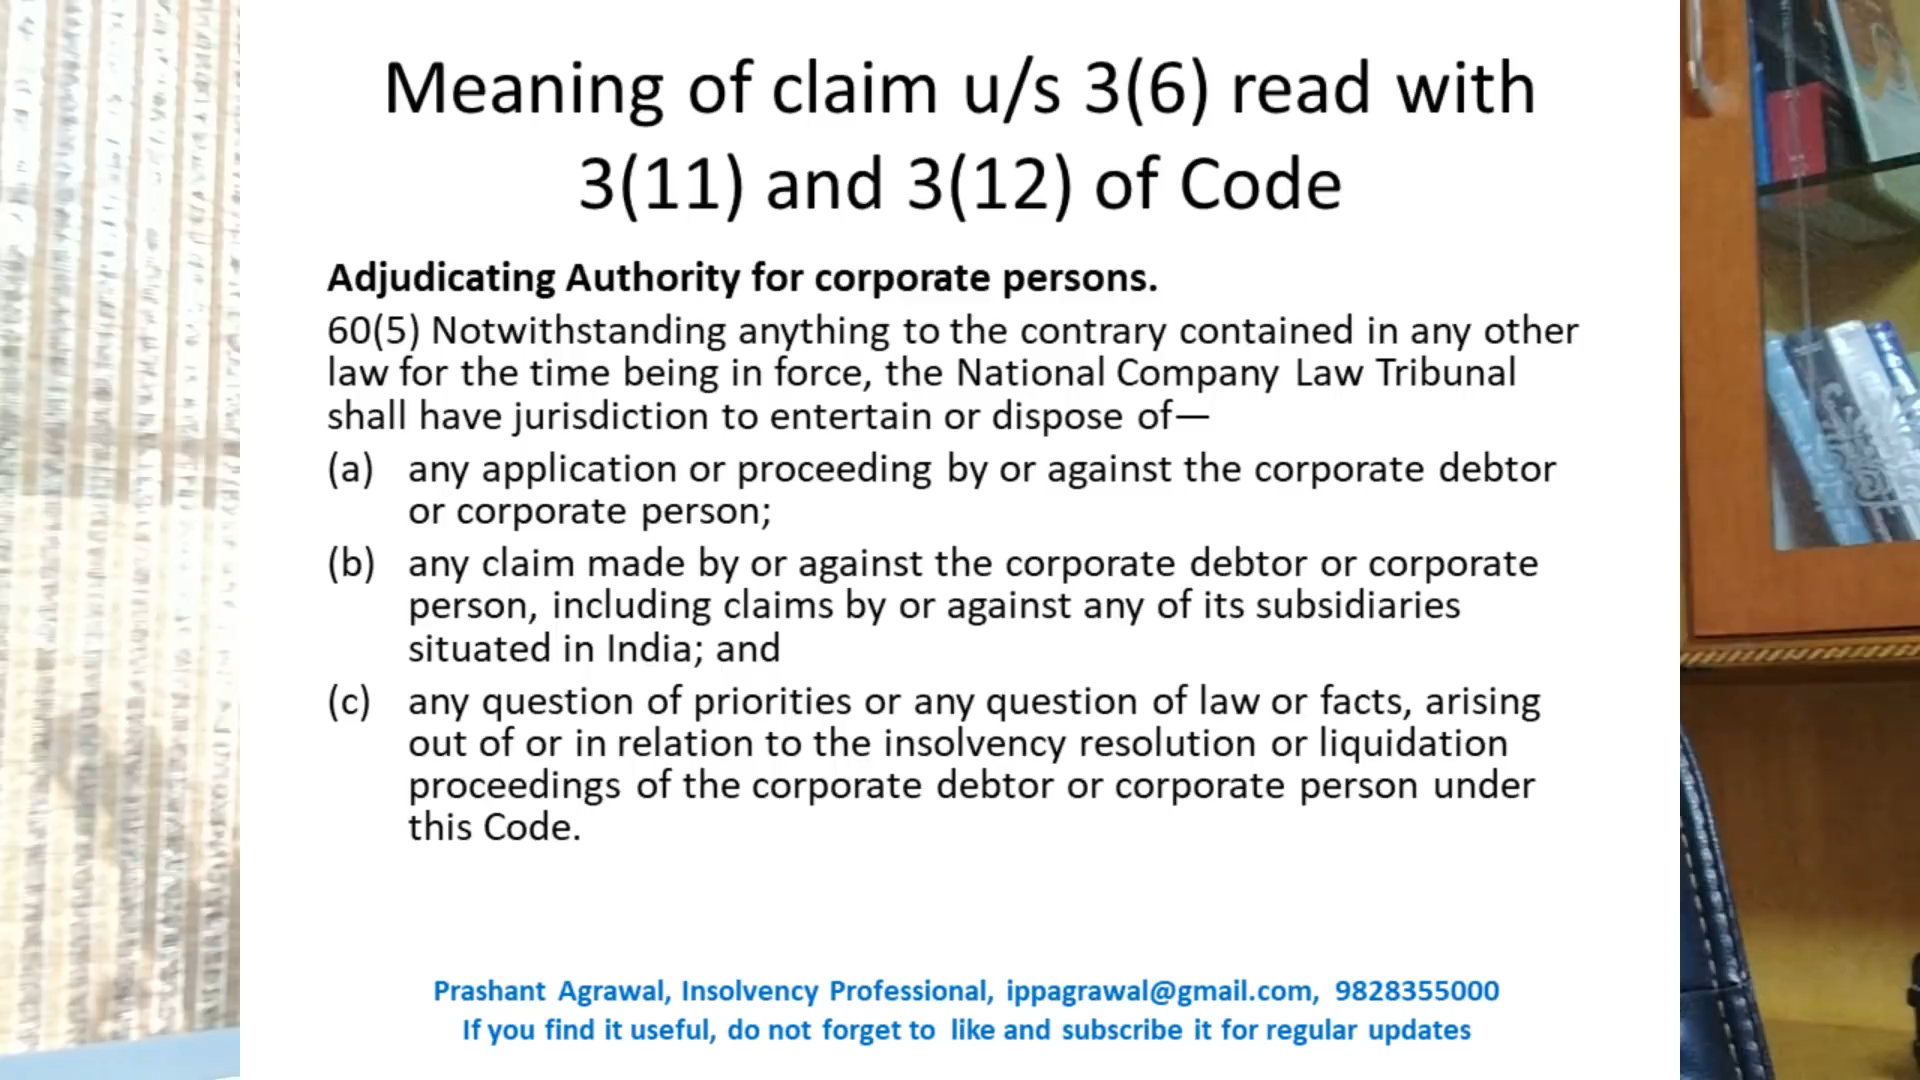 Meaning of claim u/s 3(6) read with
3(11) and 3(12) of Code
Adjudicating Authority for corporate persons.
60(5) Notwithstanding anything to the contrary contained in any other
law for the time being in force, the National Company Law Tribunal
shall have jurisdiction to entertain or dispose of—
(a) any application or proceeding by or against the corporate debtor
or corporate person;
(b) any claim made by or against the corporate debtor or corporate
person, including claims by or against any of its subsidiaries
situated in India; and
(c) any question of priorities or any question of law or facts, arising
out of or in relation to the insolvency resolution or liquidation
proceedings of the corporate debtor or corporate person under
this Code.
Prashant Agrawal, Insolvency Professional, ippagrawal@gmail.com, 9828355000
If you find it useful, do not forget to like and subscribe it for regular updates